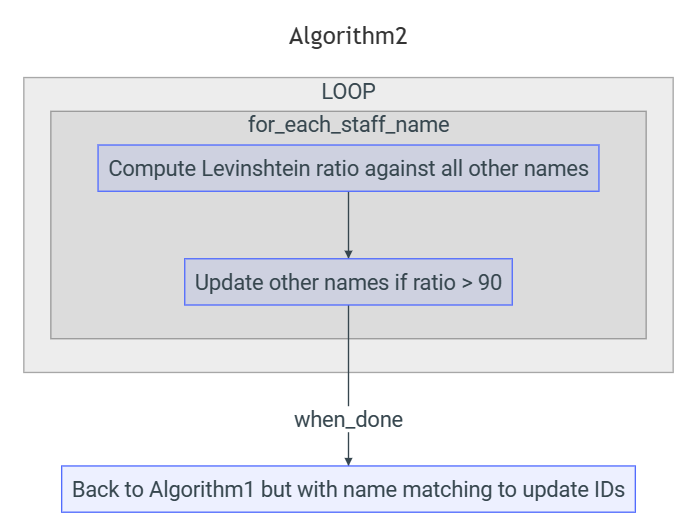 Algorithm2
LOOP
for_each_staff_name
Compute Levinshtein ratio against all other names
Update other names if ratio > 90
when_done
Back to Algorithm1 but with name matching to update IDs